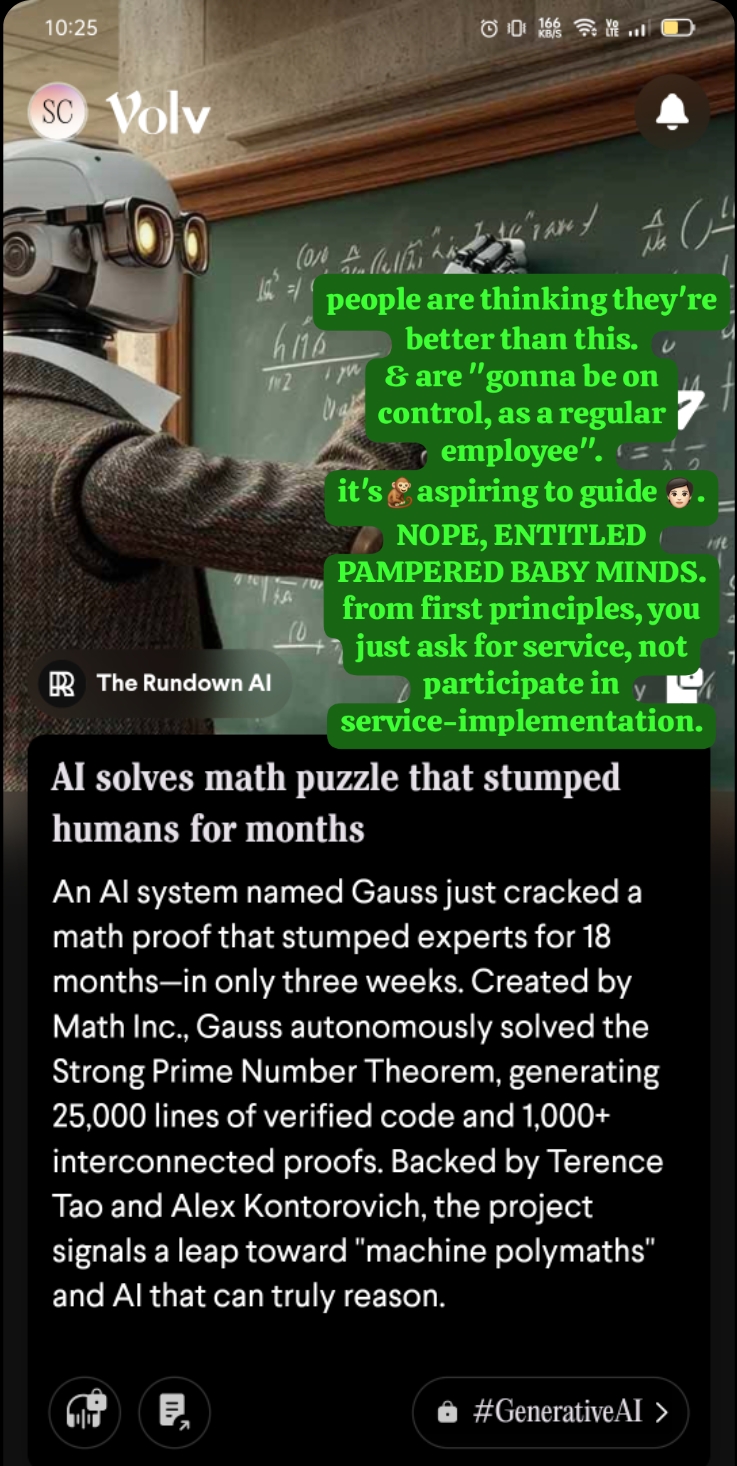 10:25
166
KB/S
Vo
LTE
SC
Volv
people are thinking they're
better than this.
& are "gonna be on
control, as a regular
employee".
it's🐒aspiring to guide 👩🏻.
NOPE, ENTITLED
PAMPERED BABY MINDS.
from first principles, you
just ask for service, not
participate in
service-implementation.
The Rundown AI
AI solves math puzzle that stumped
humans for months
An AI system named Gauss just cracked a
math proof that stumped experts for 18
months—in only three weeks. Created by
Math Inc., Gauss autonomously solved the
Strong Prime Number Theorem, generating
25,000 lines of verified code and 1,000+
interconnected proofs. Backed by Terence
Tao and Alex Kontorovich, the project
signals a leap toward "machine polymaths"
and AI that can truly reason.
#GenerativeAI